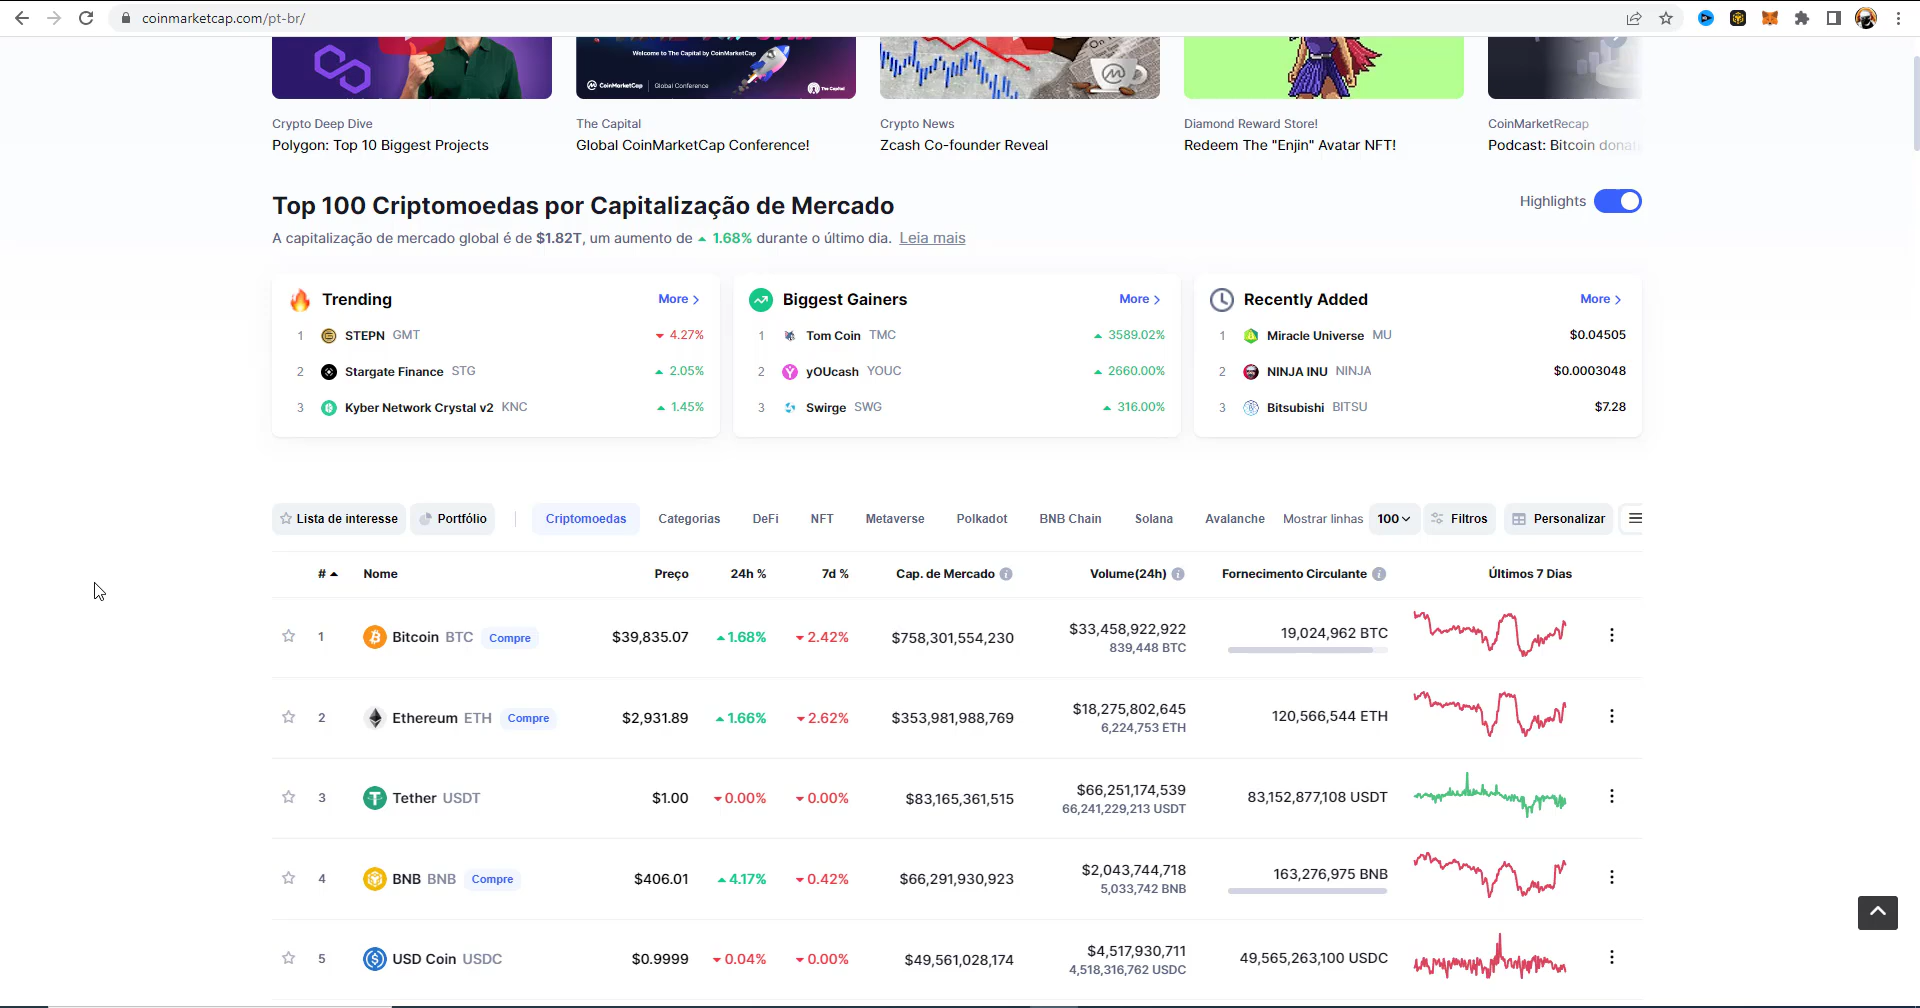 coinmarketcap.com/pt-br/
Welcome to The Capital by CoinMarketCap
CoinMarketCap | Global Conference
The Capital
Crypto Deep Dive
Polygon: Top 10 Biggest Projects
The Capital
Global CoinMarketCap Conference!
Crypto News
Zcash Co-founder Reveal
Diamond Reward Store!
Redeem The "Enjin" Avatar NFT!
CoinMarketRecap
Podcast: Bitcoin donat
Top 100 Criptomoedas por Capitalização de Mercado
Highlights
A capitalização de mercado global é de $1.82T, um aumento de 1.68% durante o último dia. Leia mais
Trending
More
1 STEPN GMT 4.27%
2 Stargate Finance STG 2.05%
3 Kyber Network Crystal v2 KNC 1.45%
Biggest Gainers
More
1 Tom Coin TMC 3589.02%
2 yOUcash YOUC 2660.00%
3 Swirge SWG 316.00%
Recently Added
More
1 Miracle Universe MU $0.04505
2 NINJA INU NINJA $0.0003048
3 Bitsubishi BITSU $7.28
Lista de interesse Portfólio Criptomoedas Categorias DeFi NFT Metaverse Polkadot BNB Chain Solana Avalanche Mostrar linhas 100 Filtros Personalizar
# Nome Preço 24h % 7d % Cap. de Mercado Volume(24h) Fornecimento Circulante Últimos 7 Dias
1 Bitcoin BTC Compre $39,835.07 1.68% 2.42% $758,301,554,230 $33,458,922,922 19,024,962 BTC
839,448 BTC
2 Ethereum ETH Compre $2,931.89 1.66% 2.62% $353,981,988,769 $18,275,802,645 120,566,544 ETH
6,224,753 ETH
3 Tether USDT $1.00 0.00% 0.00% $83,165,361,515 $66,251,174,539 83,152,877,108 USDT
66,241,229,213 USDT
4 BNB BNB Compre $406.01 4.17% 0.42% $66,291,930,923 $2,043,744,718 163,276,975 BNB
5,033,742 BNB
5 USD Coin USDC $0.9999 0.04% 0.00% $49,561,028,174 $4,517,930,711 49,565,263,100 USDC
4,518,316,762 USDC